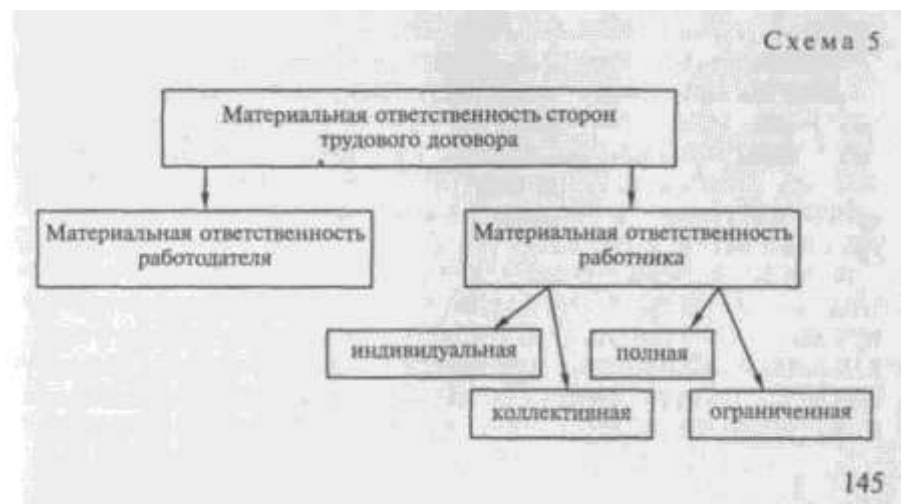 Схема 5
Материальная ответственность сторон
трудового договора
Материальная ответственность
работодателя
Материальная ответственность
работника
индивидуальная
полная
коллективная
ограниченная
145